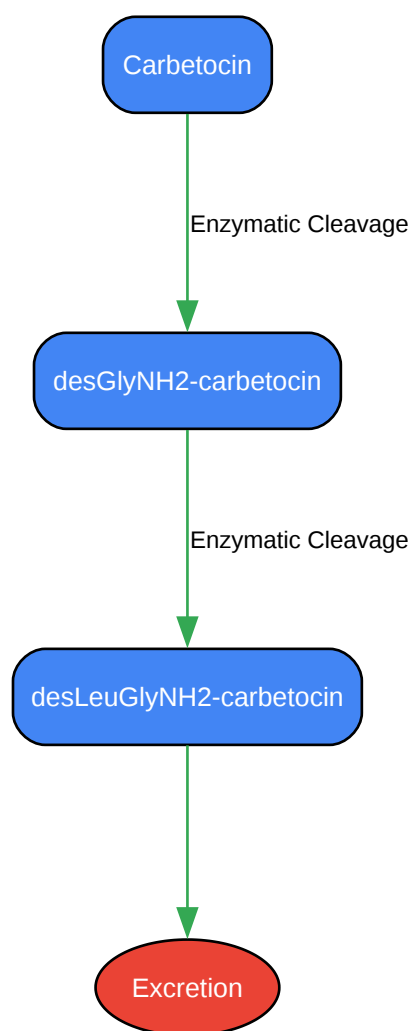 Carbetocin
Enzymatic Cleavage
desGlyNH2-carbetocin
Enzymatic Cleavage
desLeuGlyNH2-carbetocin
Excretion